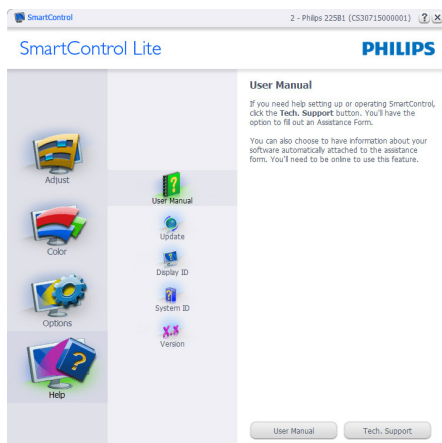 SmartControl
2 - Philips 225B1 (CS30715000001)
SmartControl Lite
PHILIPS
Adjust
Color
Options
Help
User Manual
Update
Display ID
System ID
X.X
Version
User Manual
If you need help setting up or operating SmartControl,
click the Tech. Support button. You'll have the
option to fill out an Assistance Form.
You can also choose to have information about your
software automatically attached to the assistance
form. You'll need to be online to use this feature.
User Manual
Tech. Support